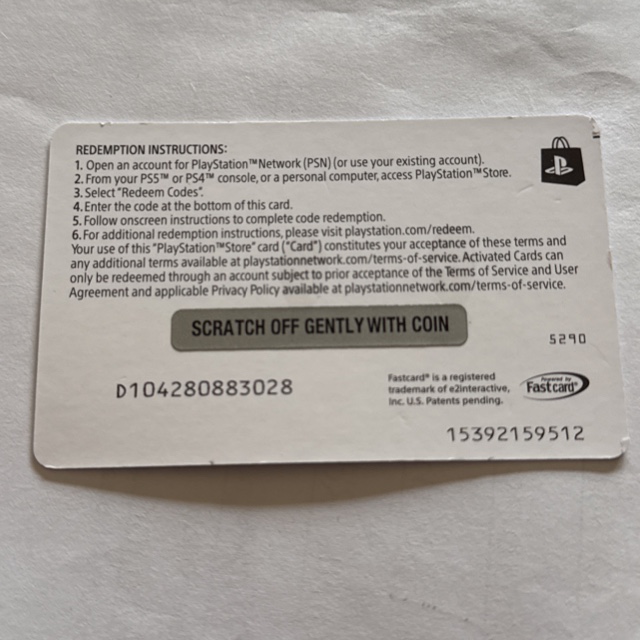 REDEMPTION INSTRUCTIONS:
1. Open an account for PlayStation™Network (PSN) (or use your existing account).
2. From your PS5™ or PS4™ console, or a personal computer, access PlayStation™Store.
3. Select "Redeem Codes".
4. Enter the code at the bottom of this card.
5. Follow onscreen instructions to complete code redemption.
6. For additional redemption instructions, please visit playstation.com/redeem.
Your use of this "PlayStation™Store" card ("Card") constitutes your acceptance of these terms and
any additional terms available at playstationnetwork.com/terms-of-service. Activated Cards can
only be redeemed through an account subject to prior acceptance of the Terms of Service and User
Agreement and applicable Privacy Policy available at playstationnetwork.com/terms-of-service.
SCRATCH OFF GENTLY WITH COIN
5290
D104280883028
Fastcard® is a registered
trademark of e2interactive,
Inc. U.S. Patents pending.
Powered by
Fastcard
15392159512